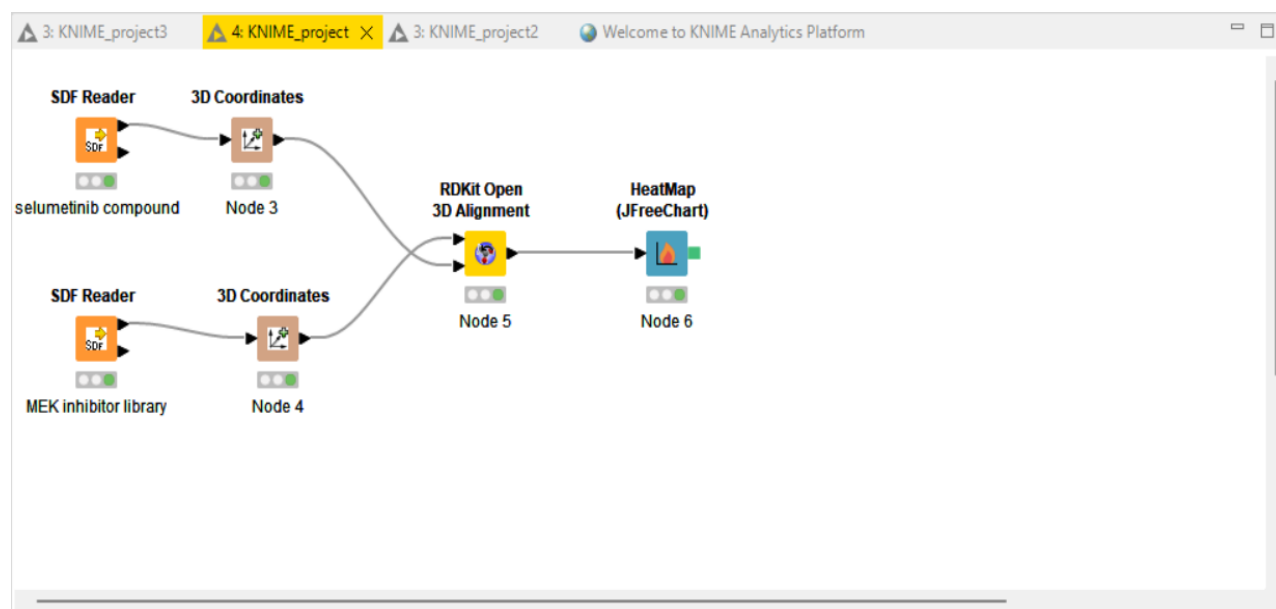 3: KNIME_project3
4: KNIME_project
3: KNIME_project2
Welcome to KNIME Analytics Platform
SDF Reader
3D Coordinates
SDF
selumetinib compound
Node 3
RDKit Open
3D Alignment
HeatMap
(JFreeChart)
Node 5
Node 6
SDF Reader
3D Coordinates
SDF
MEK inhibitor library
Node 4